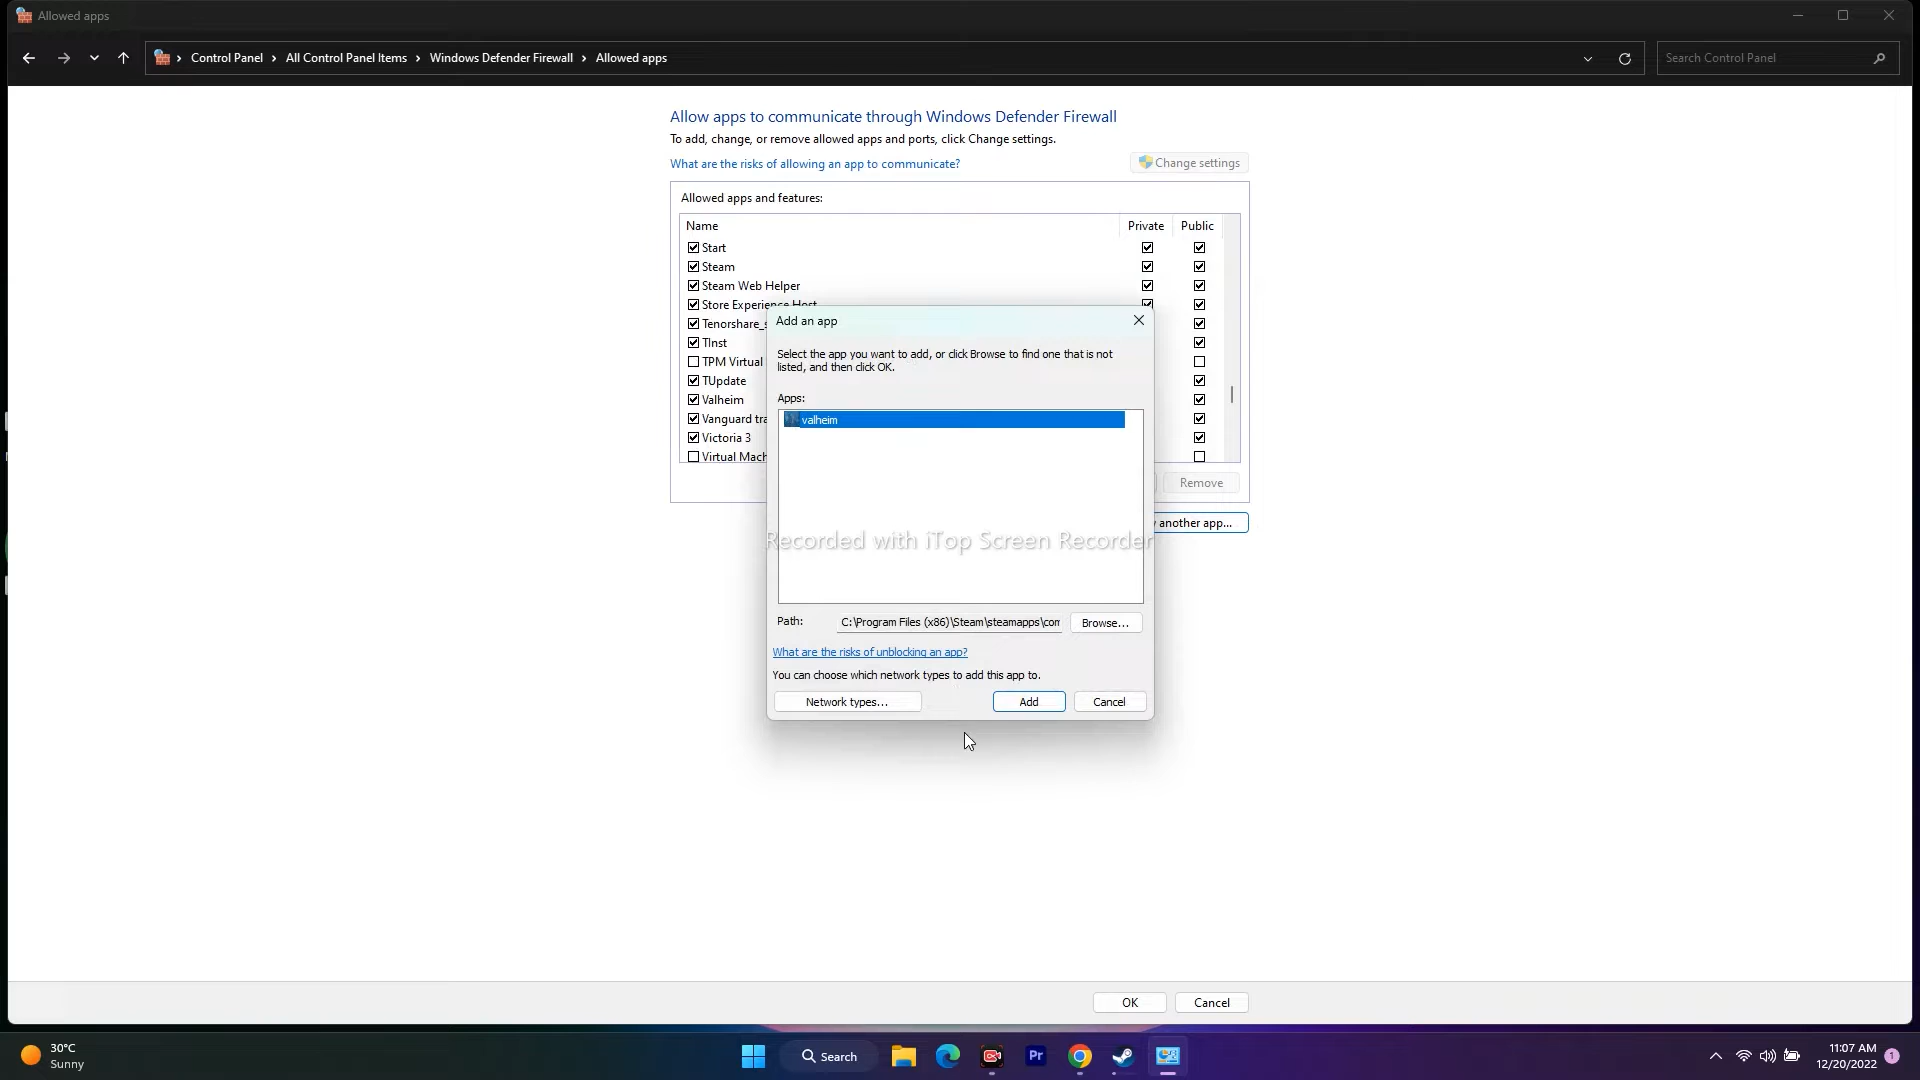 Allowed apps
Control Panel > All Control Panel Items > Windows Defender Firewall > Allowed apps
Search Control Panel
Allow apps to communicate through Windows Defender Firewall
To add, change, or remove allowed apps and ports, click Change settings.
What are the risks of allowing an app to communicate?
Change settings
Allowed apps and features:
Name Private Public
Start
Steam
Steam Web Helper
Store Experience Host
Tenorshare_
TInst
TPM Virtual
TUpdate
Valheim
Vanguard tra
Victoria 3
Virtual Mach
Remove
another app...
Add an app
Select the app you want to add, or click Browse to find one that is not
listed, and then click OK.
Apps:
valheim
Recorded with iTop Screen Recorder
Path: C:\Program Files (x86)\Steam\steamapps\com
Browse...
What are the risks of unblocking an app?
You can choose which network types to add this app to.
Network types... Add Cancel
OK Cancel
30°C
Sunny
Search
Pr
11:07 AM
12/20/2022
1